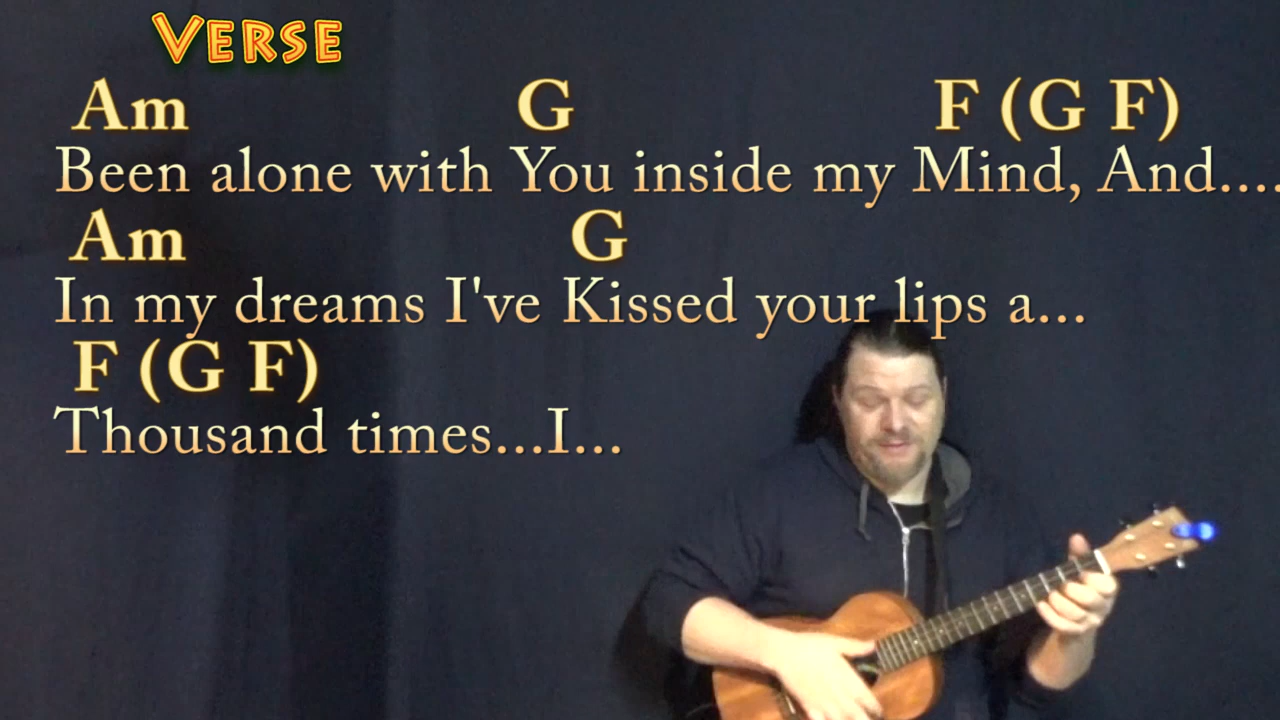 VERSE
Am G F (G F)
Been alone with You inside my Mind, And....
Am G
In my dreams I've Kissed your lips a...
F (G F)
Thousand times...I...